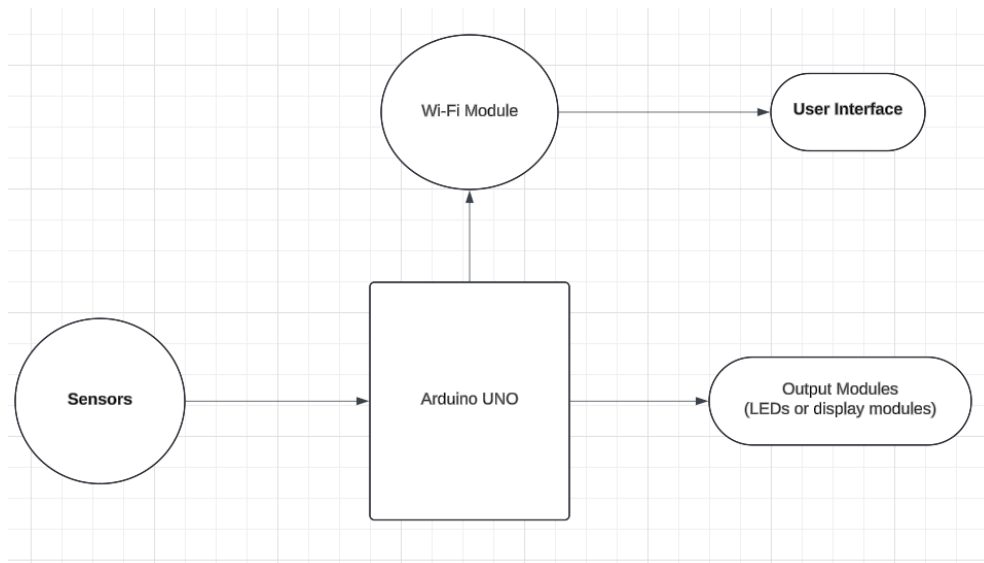 Wi-Fi Module
User Interface
Sensors
Arduino UNO
Output Modules
(LEDs or display modules)